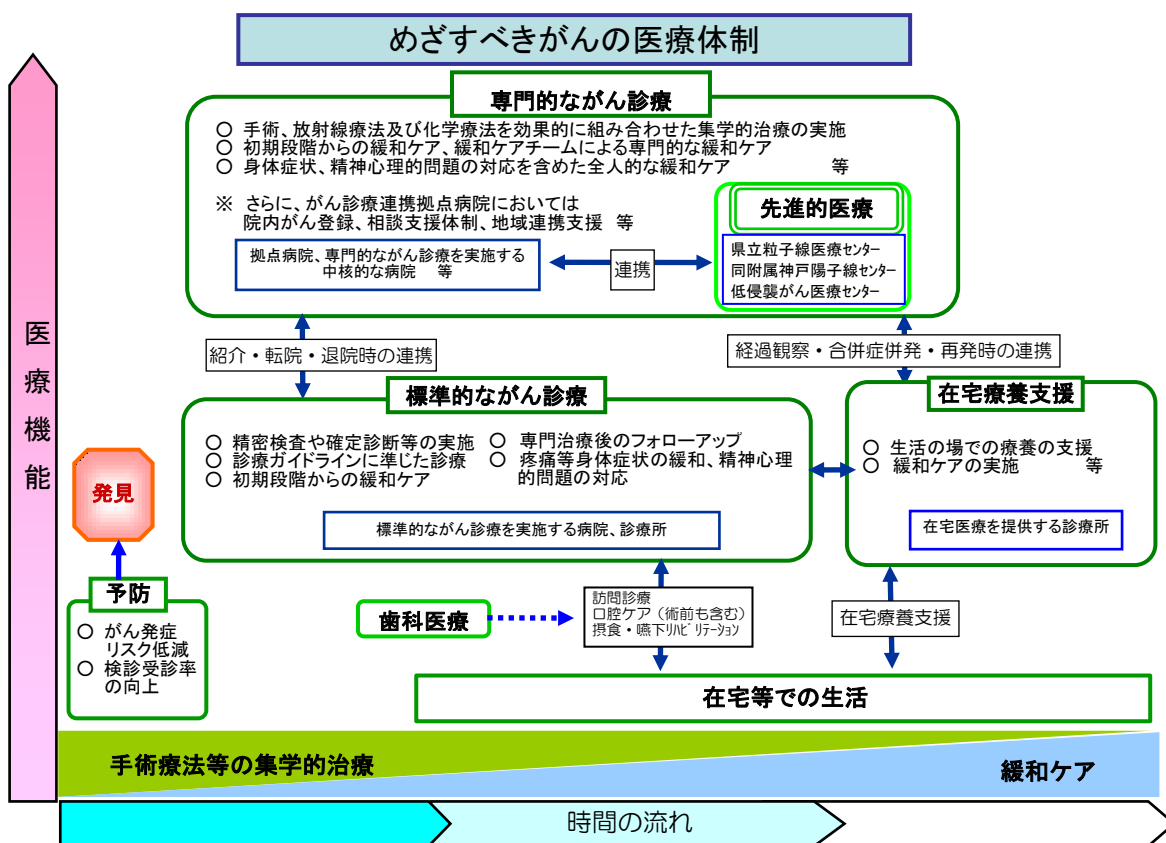 めざすべきがんの医療体制
専門的ながん診療
○ 手術、放射線療法及び化学療法を効果的に組み合わせた集学的治療の実施
○ 初期段階からの緩和ケア、緩和ケアチームによる専門的な緩和ケア
○ 身体症状、精神心理的問題の対応を含めた全人的な緩和ケア 等
※ さらに、がん診療連携拠点病院においては
院内がん登録、相談支援体制、地域連携支援 等
拠点病院、専門的ながん診療を実施する
中核的な病院 等
連携
先進的医療
県立粒子線医療センター
同附属神戸陽子線センター
低侵襲がん医療センター
医療機能
紹介・転院・退院時の連携
経過観察・合併症併発・再発時の連携
標準的ながん診療
○ 精密検査や確定診断等の実施
○ 診療ガイドラインに準じた診療
○ 初期段階からの緩和ケア
○ 専門治療後のフォローアップ
○ 疼痛等身体症状の緩和、精神心理
的問題の対応
標準的ながん診療を実施する病院、診療所
在宅療養支援
○ 生活の場での療養の支援
○ 緩和ケアの実施 等
在宅医療を提供する診療所
発見
予防
○ がん発症
リスク低減
○ 検診受診率
の向上
歯科医療
訪問診療
口腔ケア（術前も含む）
摂食・嚥下ﾘﾊﾋﾞﾘﾃｰｼｮﾝ
在宅療養支援
在宅等での生活
手術療法等の集学的治療
緩和ケア
時間の流れ